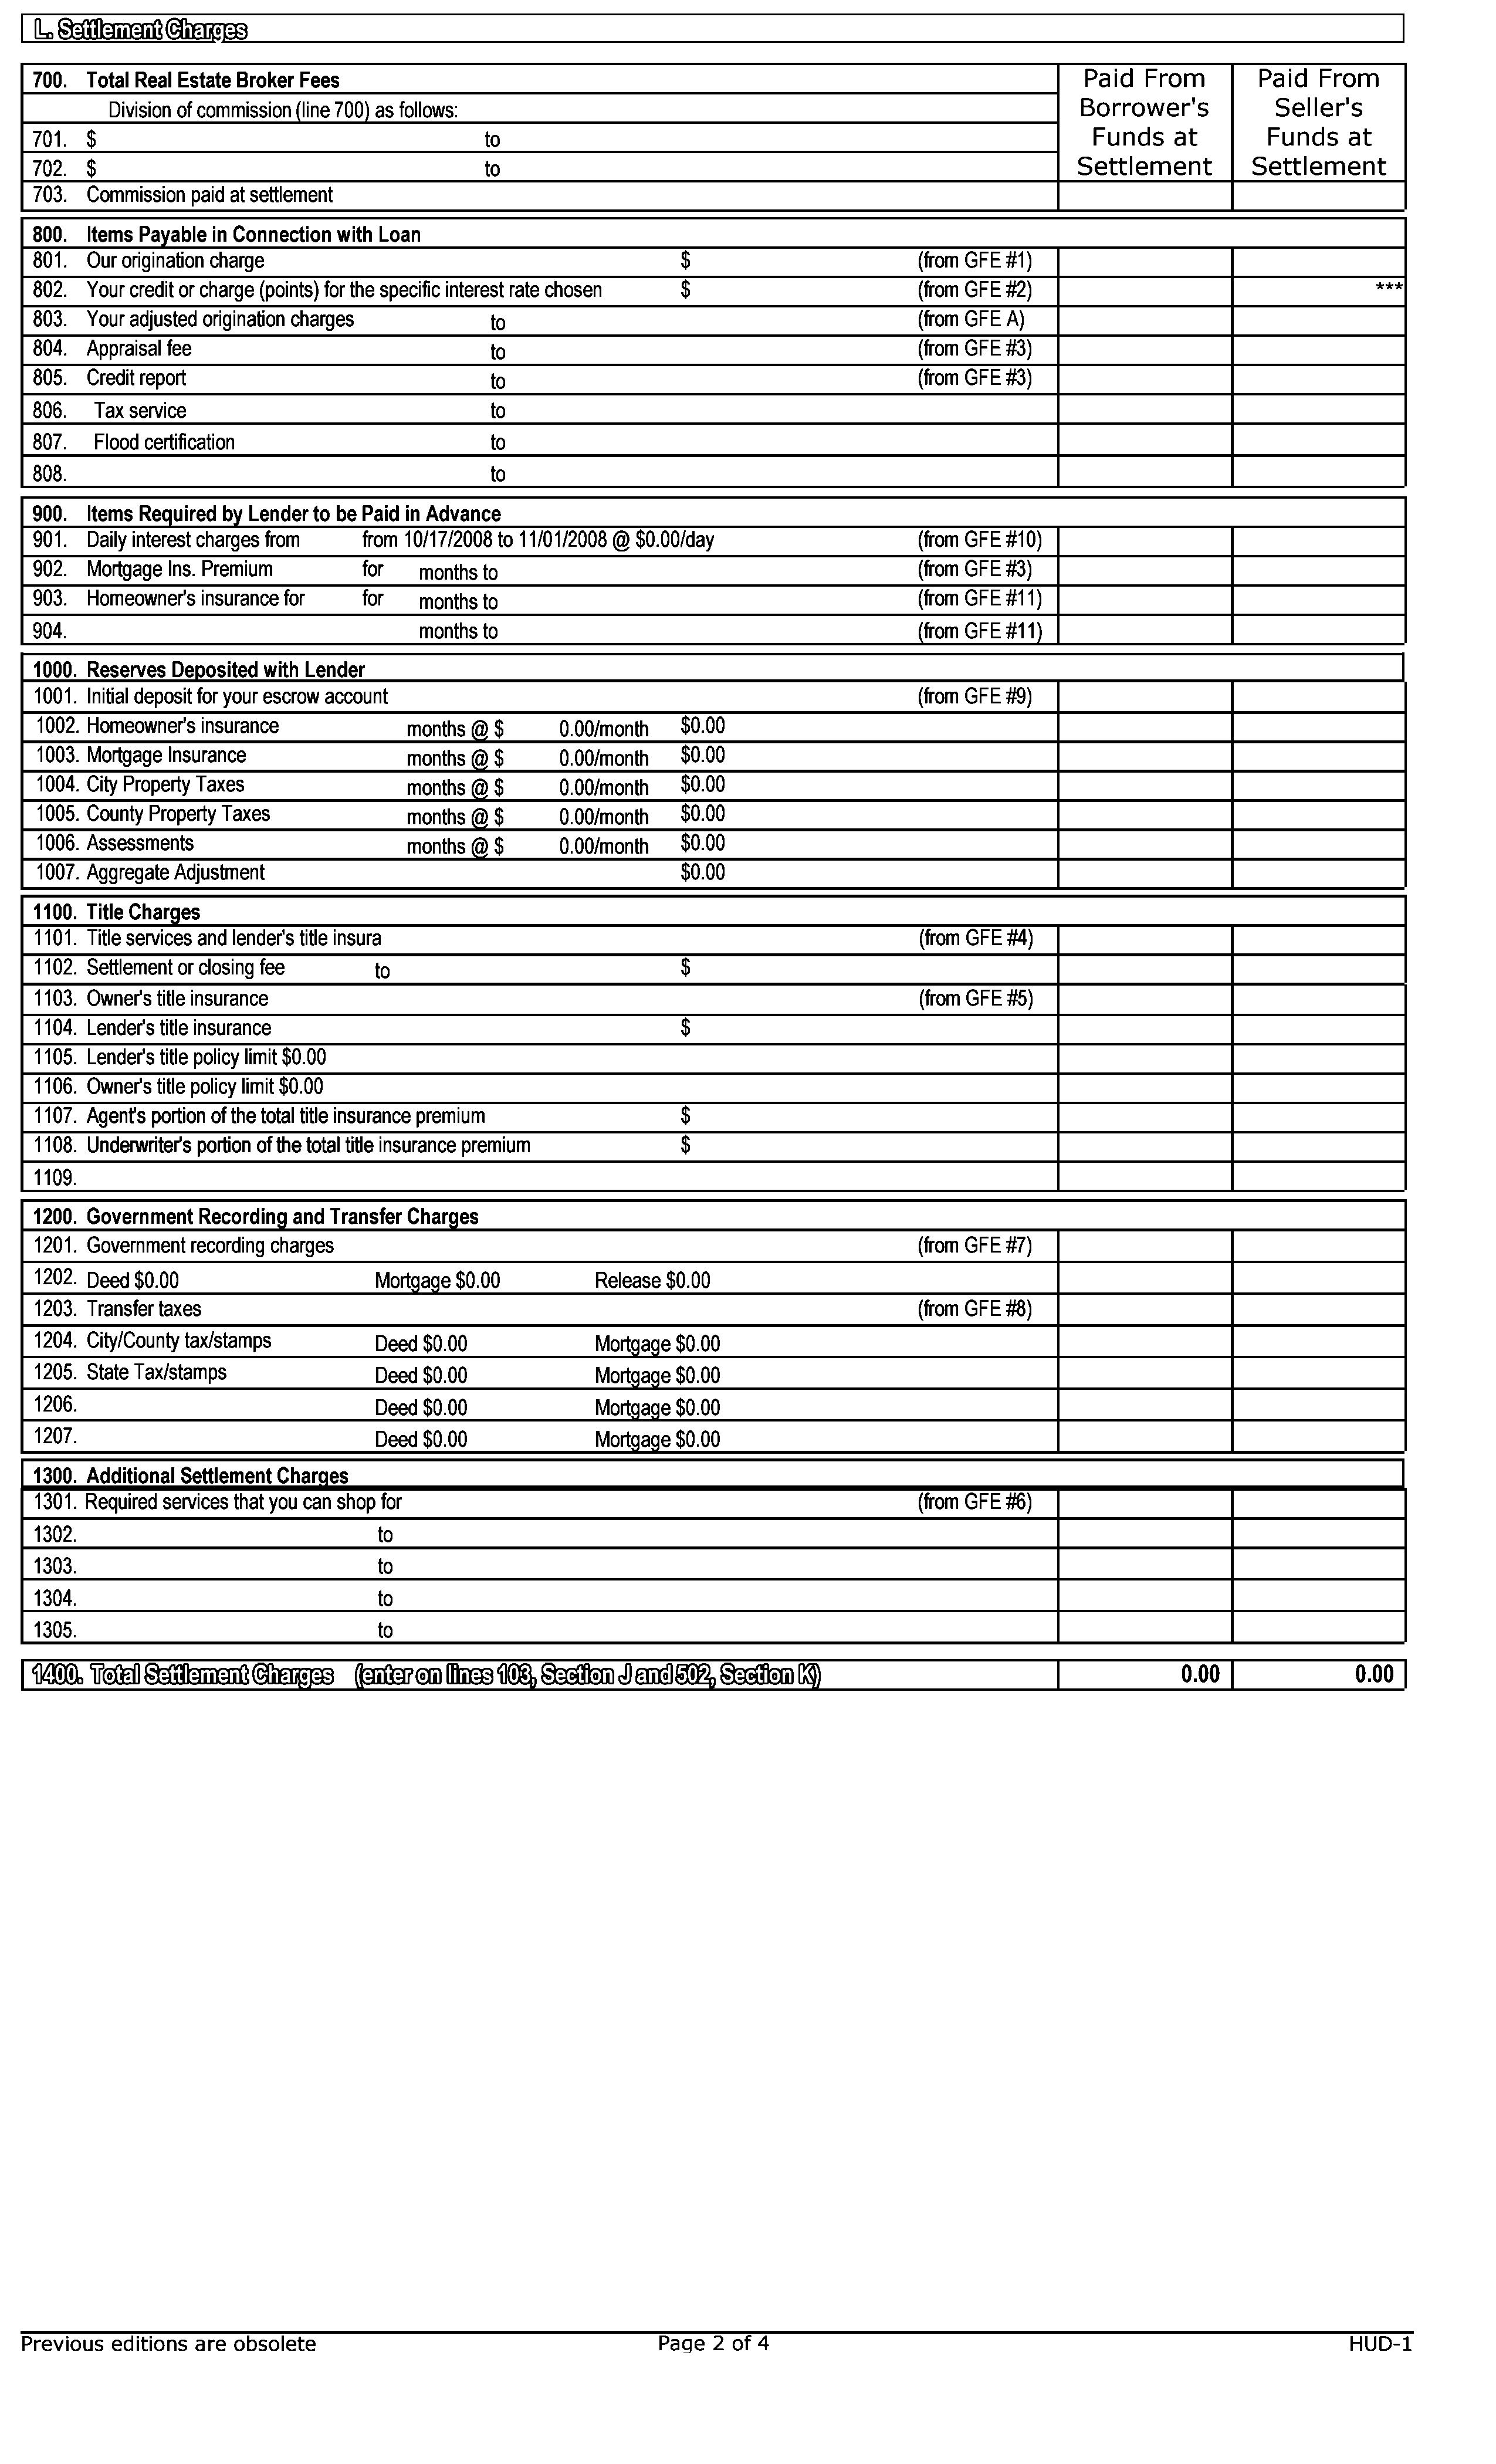 L. Settlement Charges
700. Total Real Estate Broker Fees
Paid From Borrower's Funds at Settlement
Paid From Seller's Funds at Settlement
Division of commission (line 700) as follows:
701. $ to
702. $ to
703. Commission paid at settlement
800. Items Payable in Connection with Loan
801. Our origination charge $ (from GFE #1)
802. Your credit or charge (points) for the specific interest rate chosen $ (from GFE #2) ***
803. Your adjusted origination charges to (from GFE A)
804. Appraisal fee to (from GFE #3)
805. Credit report to (from GFE #3)
806. Tax service to
807. Flood certification to
808. to
900. Items Required by Lender to be Paid in Advance
901. Daily interest charges from from 10/17/2008 to 11/01/2008 @ $0.00/day (from GFE #10)
902. Mortgage Ins. Premium for months to (from GFE #3)
903. Homeowner's insurance for for months to (from GFE #11)
904. months to (from GFE #11)
1000. Reserves Deposited with Lender
1001. Initial deposit for your escrow account (from GFE #9)
1002. Homeowner's insurance months @ $ 0.00/month $0.00
1003. Mortgage Insurance months @ $ 0.00/month $0.00
1004. City Property Taxes months @ $ 0.00/month $0.00
1005. County Property Taxes months @ $ 0.00/month $0.00
1006. Assessments months @ $ 0.00/month $0.00
1007. Aggregate Adjustment $0.00
1100. Title Charges
1101. Title services and lender's title insura (from GFE #4)
1102. Settlement or closing fee to $
1103. Owner's title insurance (from GFE #5)
1104. Lender's title insurance $
1105. Lender's title policy limit $0.00
1106. Owner's title policy limit $0.00
1107. Agent's portion of the total title insurance premium $
1108. Underwriter's portion of the total title insurance premium $
1109.
1200. Government Recording and Transfer Charges
1201. Government recording charges (from GFE #7)
1202. Deed $0.00 Mortgage $0.00 Release $0.00
1203. Transfer taxes (from GFE #8)
1204. City/County tax/stamps Deed $0.00 Mortgage $0.00
1205. State Tax/stamps Deed $0.00 Mortgage $0.00
1206. Deed $0.00 Mortgage $0.00
1207. Deed $0.00 Mortgage $0.00
1300. Additional Settlement Charges
1301. Required services that you can shop for (from GFE #6)
1302. to
1303. to
1304. to
1305. to
1400. Total Settlement Charges (enter on lines 103, Section J and 502, Section K) 0.00 0.00
Previous editions are obsolete Page 2 of 4 HUD-1